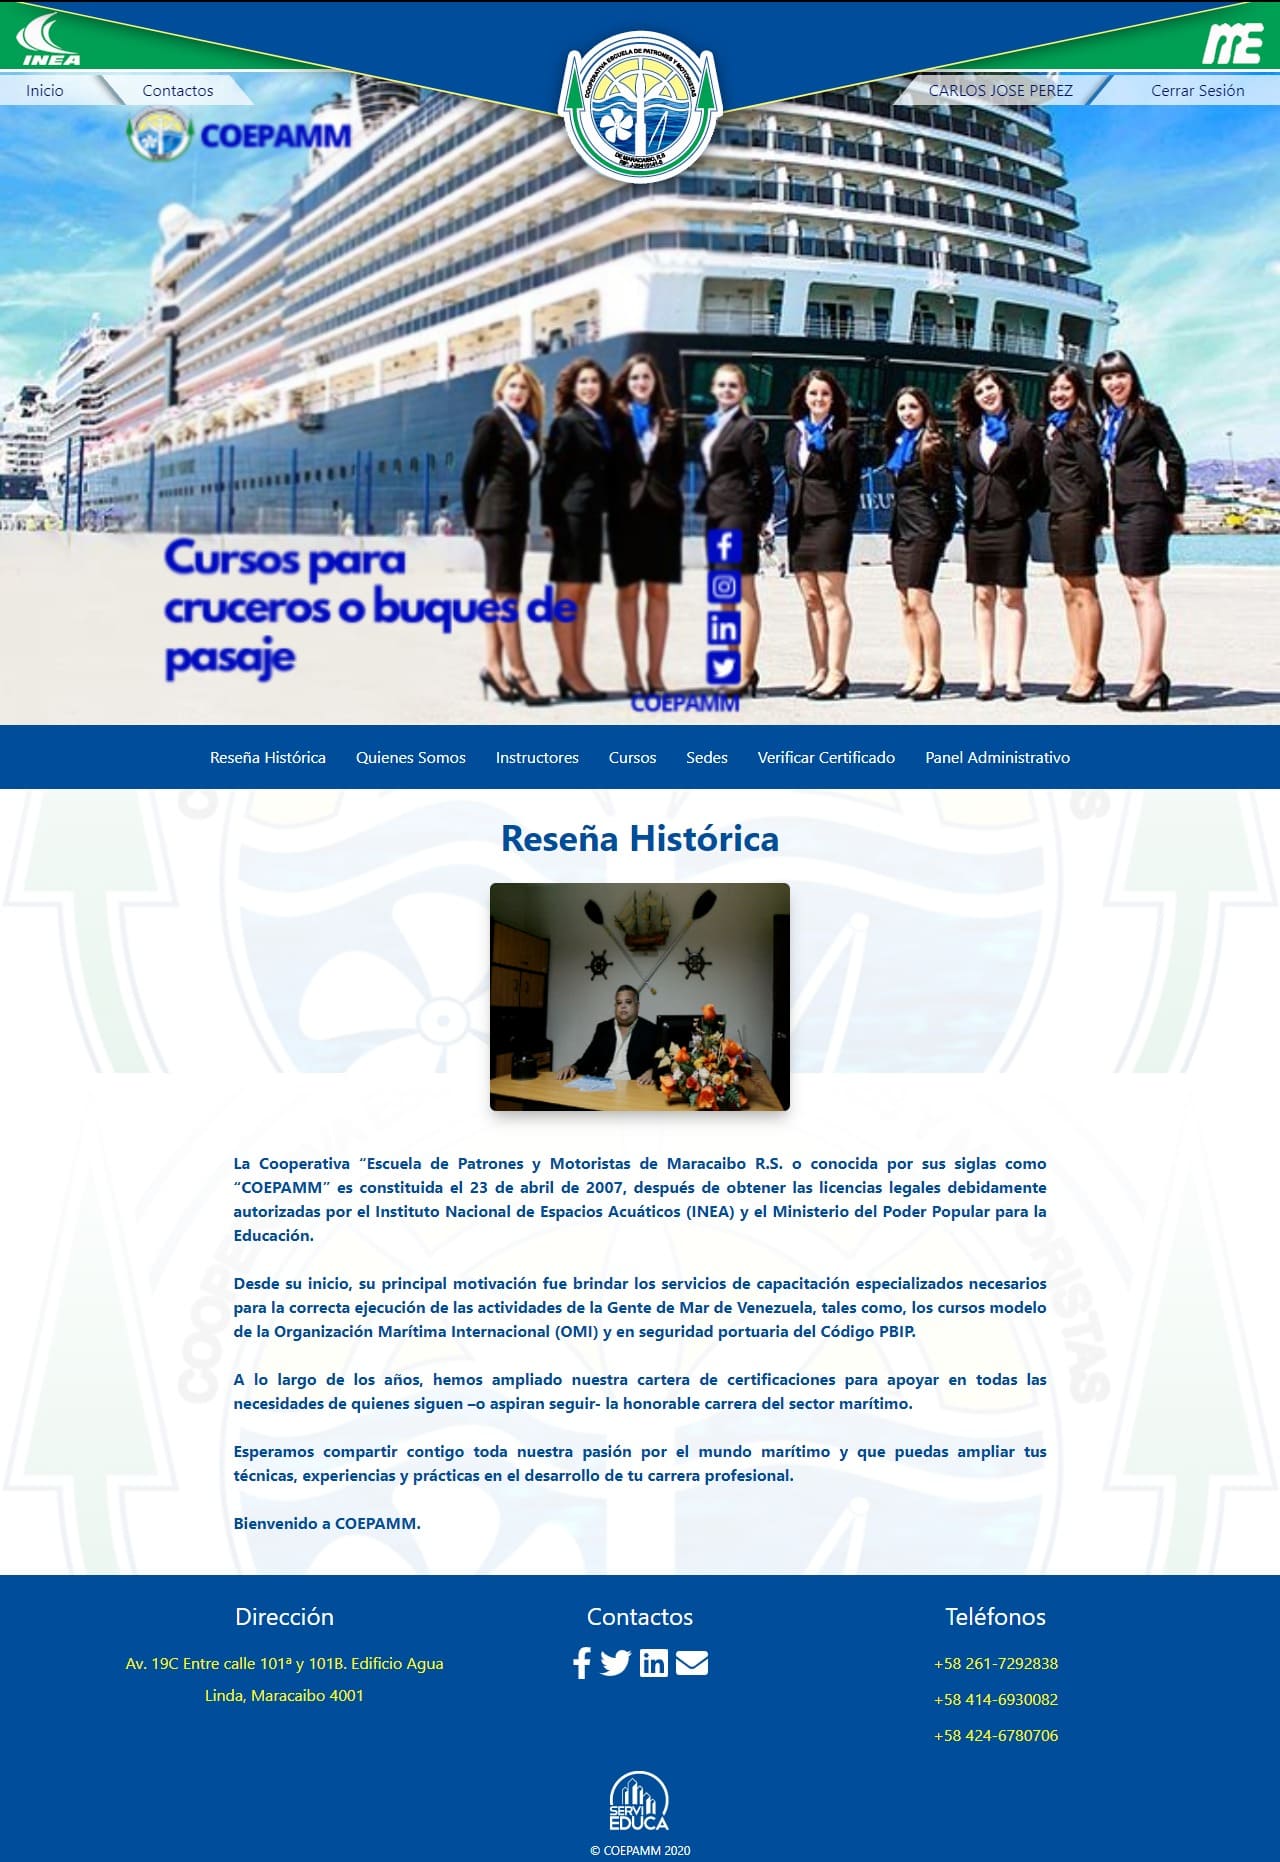 INEA
ME
Inicio
Contactos
CARLOS JOSE PEREZ
Cerrar Sesión
COOPERATIVA ESCUELA DE PATRONES Y MOTORISTAS
DE MARACAIBO, R.S
COEPAMM
Cursos para
cruceros o buques de
pasaje
COEPAMM
Reseña Histórica
Quienes Somos
Instructores
Cursos
Sedes
Verificar Certificado
Panel Administrativo
Reseña Histórica
La Cooperativa “Escuela de Patrones y Motoristas de Maracaibo R.S. o conocida por sus siglas como
“COEPAMM” es constituida el 23 de abril de 2007, después de obtener las licencias legales debidamente
autorizadas por el Instituto Nacional de Espacios Acuáticos (INEA) y el Ministerio del Poder Popular para la
Educación.
Desde su inicio, su principal motivación fue brindar los servicios de capacitación especializados necesarios
para la correcta ejecución de las actividades de la Gente de Mar de Venezuela, tales como, los cursos modelo
de la Organización Marítima Internacional (OMI) y en seguridad portuaria del Código PBIP.
A lo largo de los años, hemos ampliado nuestra cartera de certificaciones para apoyar en todas las
necesidades de quienes siguen –o aspiran seguir- la honorable carrera del sector marítimo.
Esperamos compartir contigo toda nuestra pasión por el mundo marítimo y que puedas ampliar tus
técnicas, experiencias y prácticas en el desarrollo de tu carrera profesional.
Bienvenido a COEPAMM.
Dirección
Av. 19C Entre calle 101ª y 101B. Edificio Agua
Linda, Maracaibo 4001
Contactos
Teléfonos
+58 261-7292838
+58 414-6930082
+58 424-6780706
SERVI
EDUCA
© COEPAMM 2020